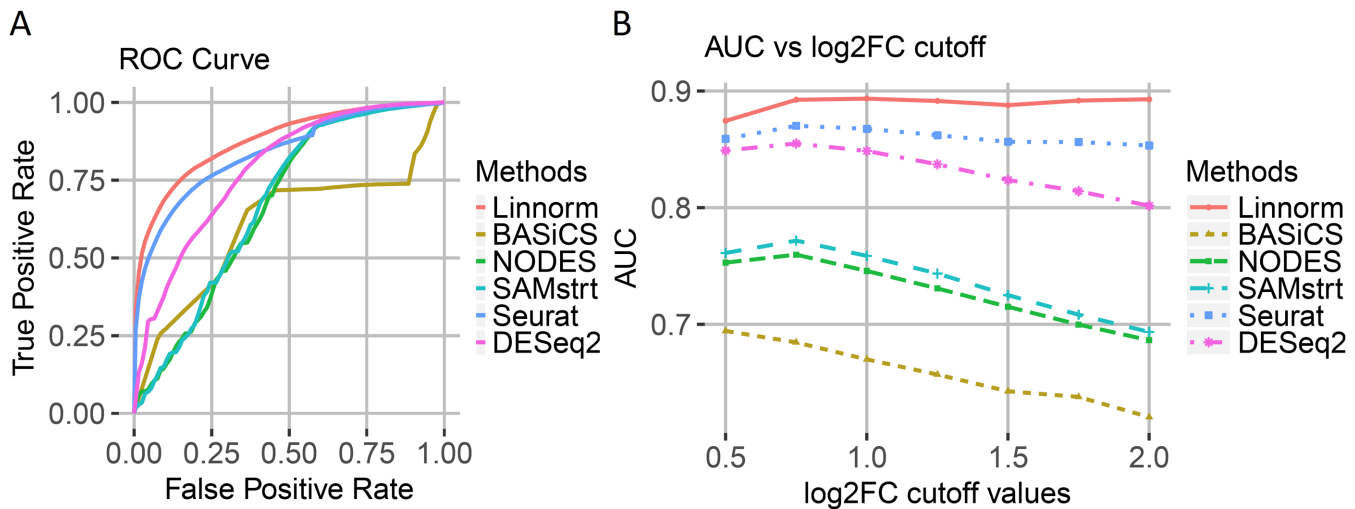 A
ROC Curve
True Positive Rate
1.00
0.75
0.50
0.25
0.00
0.00 0.25 0.50 0.75 1.00
False Positive Rate
Methods
Linnorm
BASiCS
NODES
SAMstrt
Seurat
DESeq2
B
AUC vs log2FC cutoff
AUC
0.9
0.8
0.7
0.5 1.0 1.5 2.0
log2FC cutoff values
Methods
Linnorm
BASiCS
NODES
SAMstrt
Seurat
DESeq2